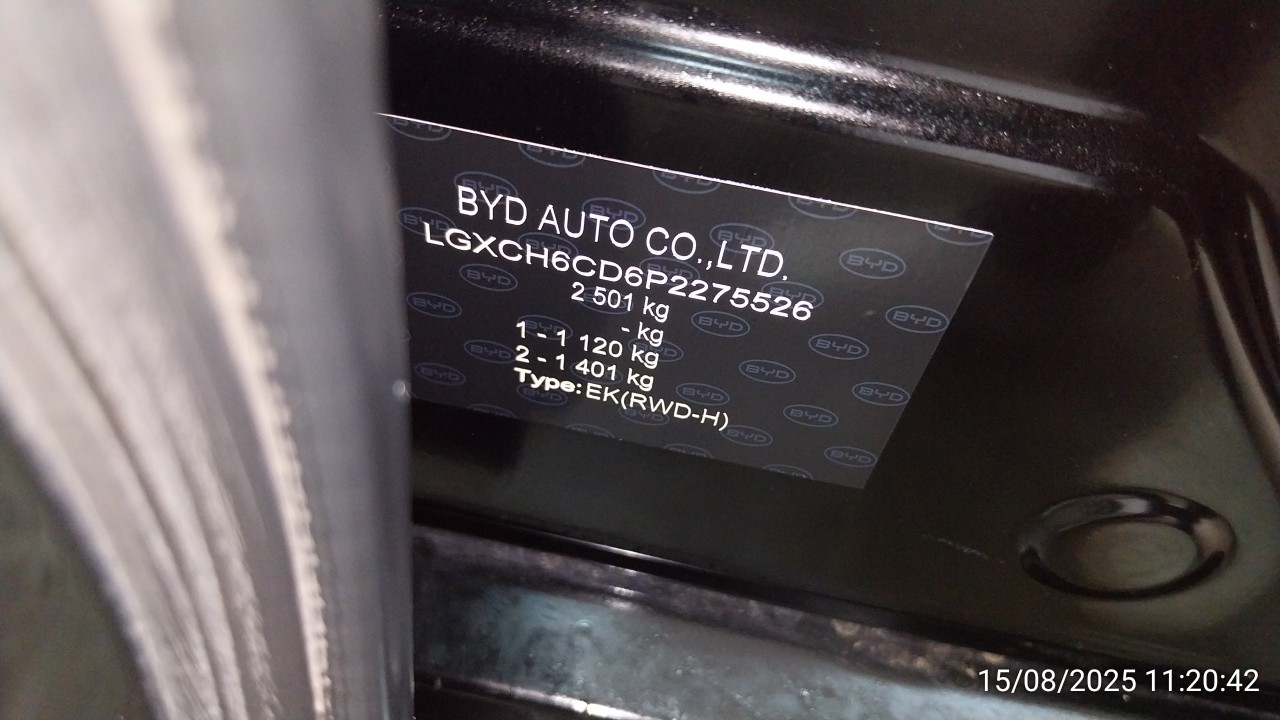 BYD AUTO CO.,LTD.
LGXCH6CD6P2275526
2 501 kg
- kg
1 - 1 120 kg
2 - 1 401 kg
Type:EK(RWD-H)
15/08/2025 11:20:42